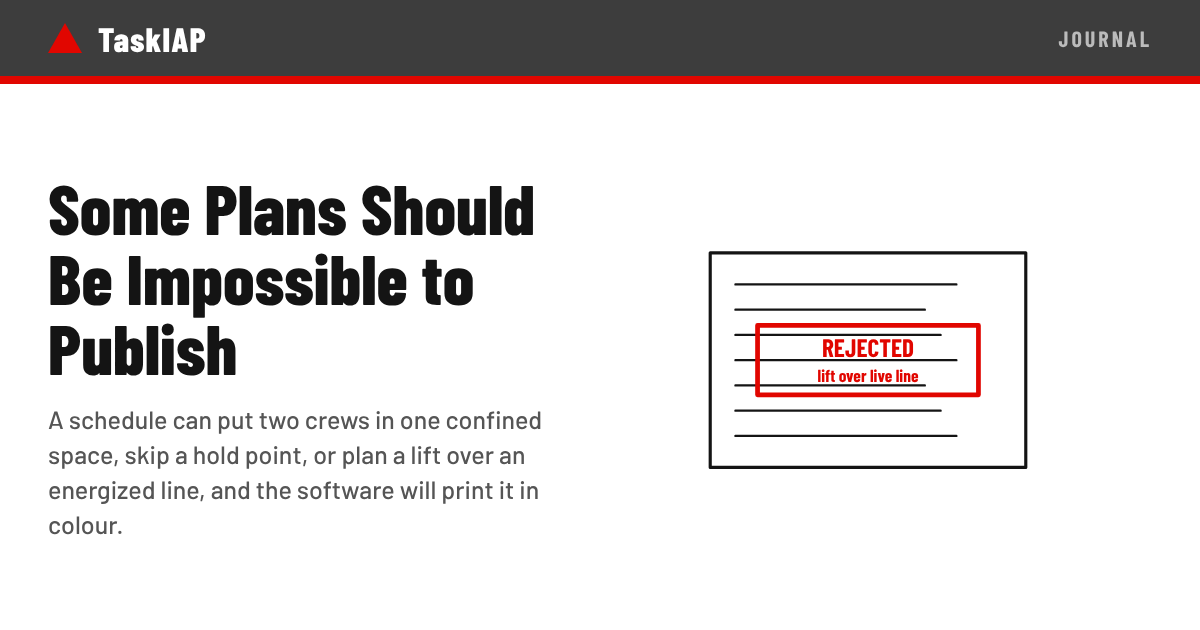 TaskIAP
JOURNAL
Some Plans Should
Be Impossible to
Publish
A schedule can put two crews in one confined
space, skip a hold point, or plan a lift over an
energized line, and the software will print it in
colour.
REJECTED
lift over live line